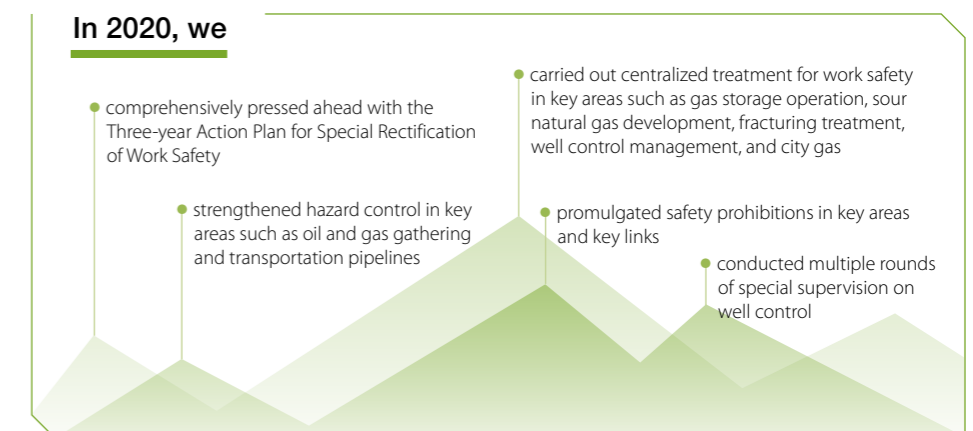 In 2020, we
comprehensively pressed ahead with the
Three-year Action Plan for Special Rectification
of Work Safety
strengthened hazard control in key
areas such as oil and gas gathering
and transportation pipelines
carried out centralized treatment for work safety
in key areas such as gas storage operation, sour
natural gas development, fracturing treatment,
well control management, and city gas
promulgated safety prohibitions in key areas
and key links
conducted multiple rounds
of special supervision on
well control